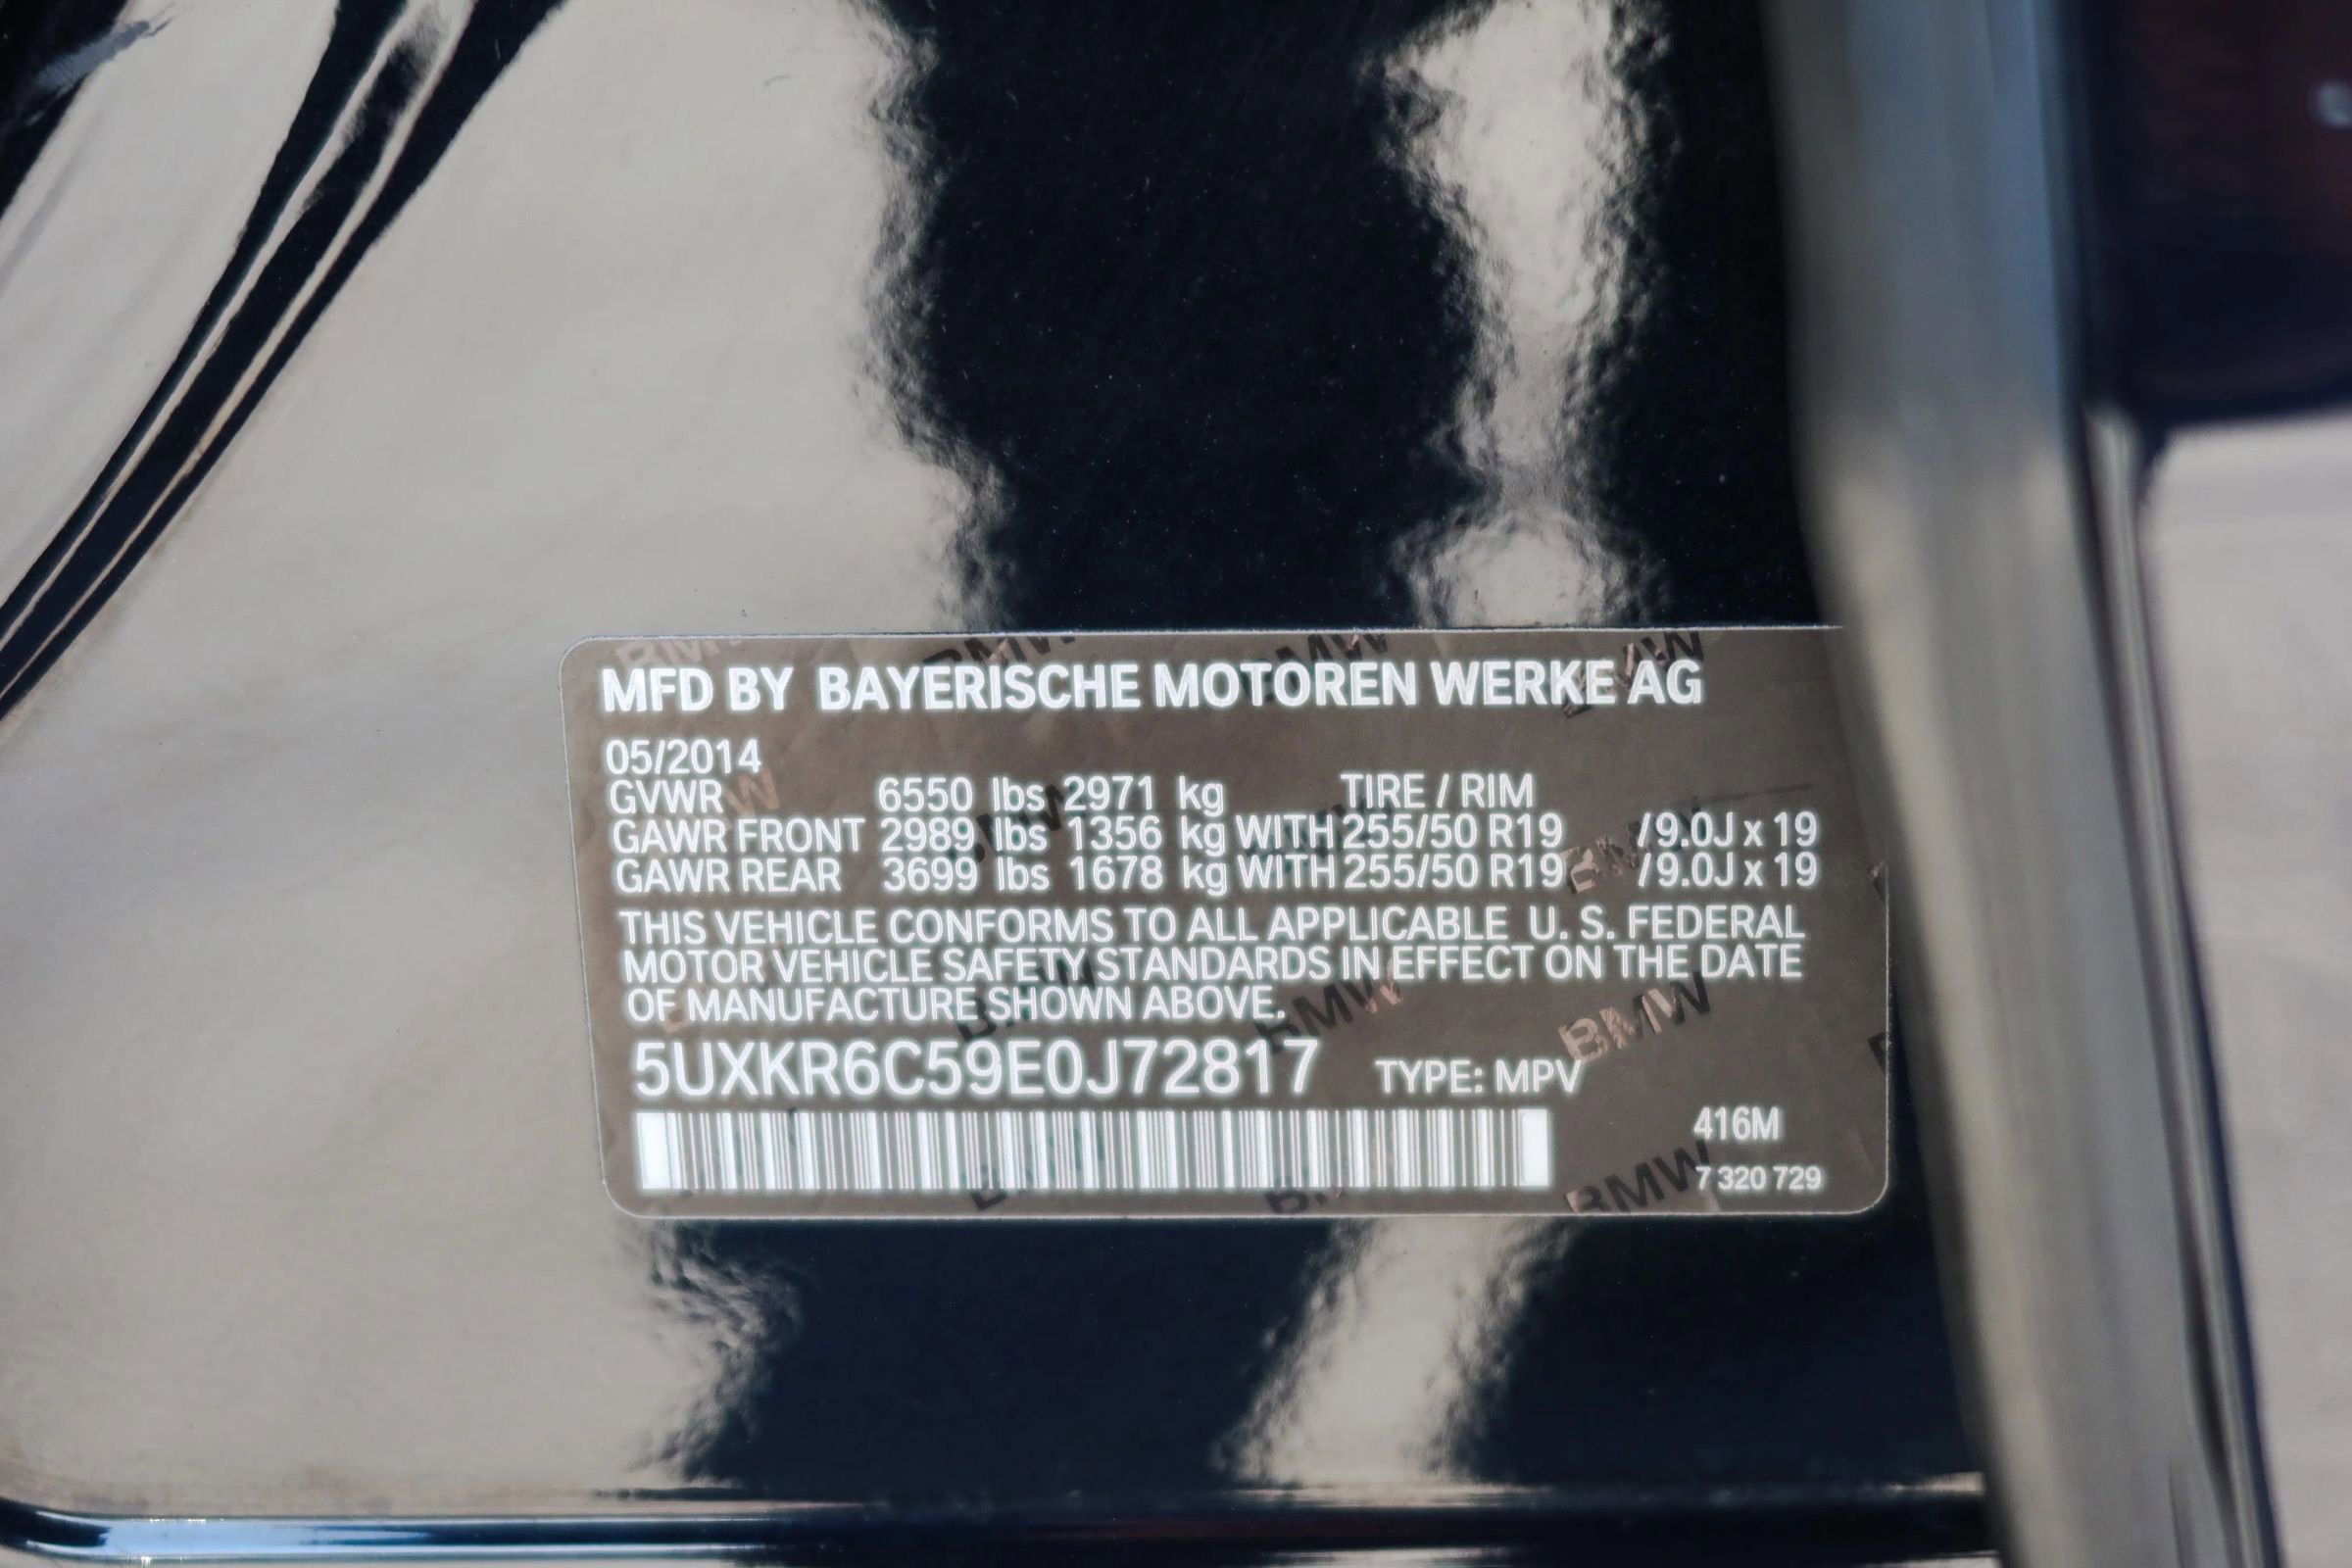 MFD BY BAYERISCHE MOTOREN WERKE AG
05/2014
GVWR 6550 lbs 2971 kg TIRE / RIM
GAWR FRONT 2989 lbs 1356 kg WITH 255/50 R19 / 9.0J x 19
GAWR REAR 3699 lbs 1678 kg WITH 255/50 R19 / 9.0J x 19
THIS VEHICLE CONFORMS TO ALL APPLICABLE U. S. FEDERAL
MOTOR VEHICLE SAFETY STANDARDS IN EFFECT ON THE DATE
OF MANUFACTURE SHOWN ABOVE.
5UXKR6C59E0J72817 TYPE: MPV
416M
7 320 729